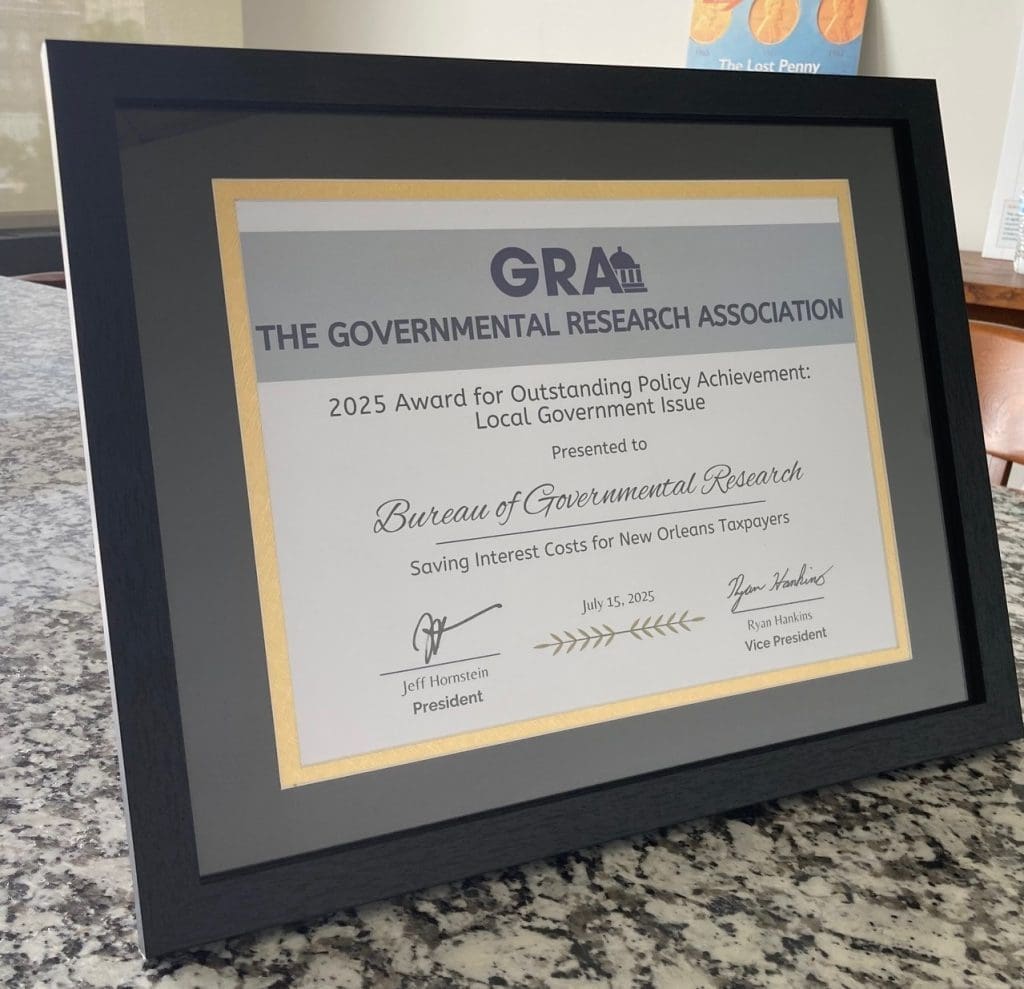 The Lost Penny
GRA
THE GOVERNMENTAL RESEARCH ASSOCIATION
2025 Award for Outstanding Policy Achievement:
Local Government Issue
Presented to
Bureau of Governmental Research
Saving Interest Costs for New Orleans Taxpayers
July 15, 2025
Jeff Hornstein
President
Ryan Hankins
Ryan Hankins
Vice President